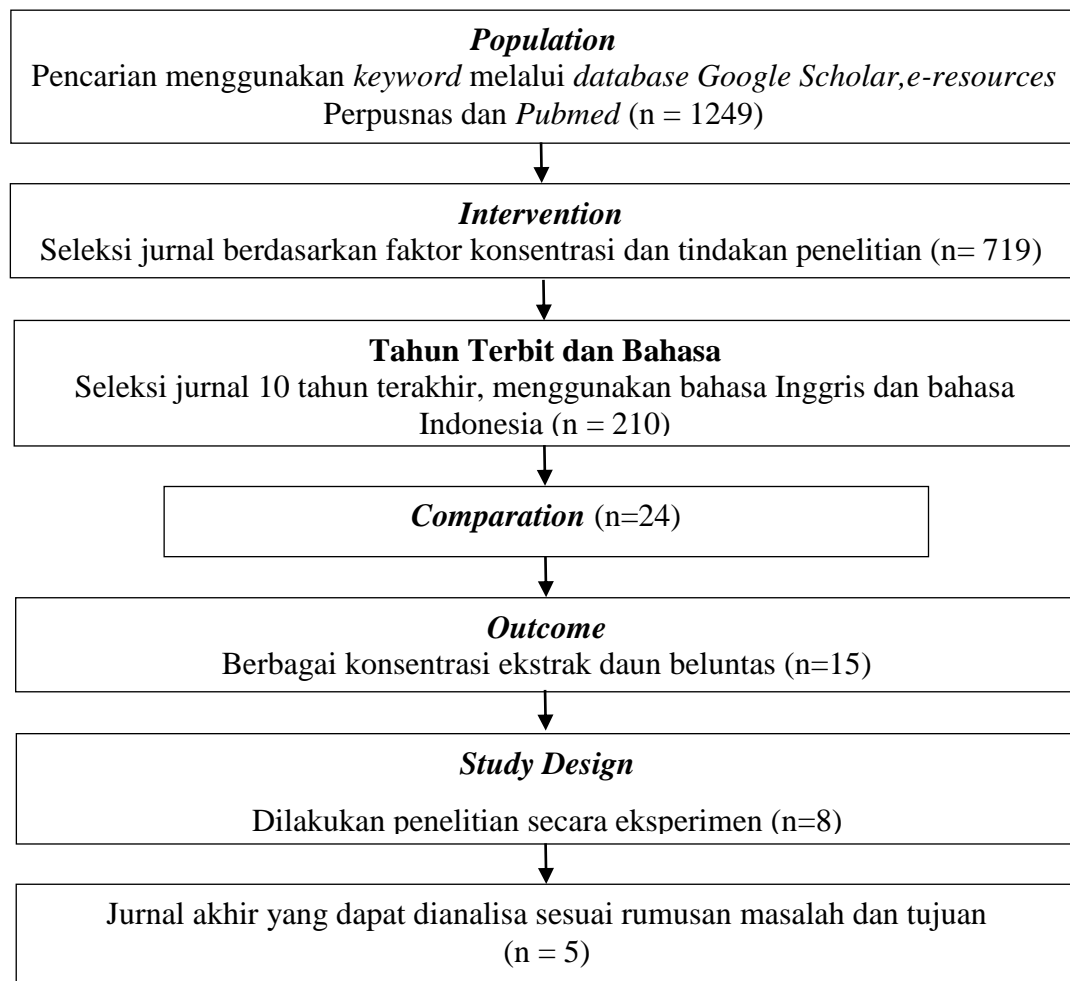 Population
Pencarian menggunakan keyword melalui database Google Scholar,e-resources
Perpusnas dan Pubmed (n = 1249)
Intervention
Seleksi jurnal berdasarkan faktor konsentrasi dan tindakan penelitian (n= 719)
Tahun Terbit dan Bahasa
Seleksi jurnal 10 tahun terakhir, menggunakan bahasa Inggris dan bahasa
Indonesia (n = 210)
Comparation (n=24)
Outcome
Berbagai konsentrasi ekstrak daun beluntas (n=15)
Study Design
Dilakukan penelitian secara eksperimen (n=8)
Jurnal akhir yang dapat dianalisa sesuai rumusan masalah dan tujuan
(n = 5)